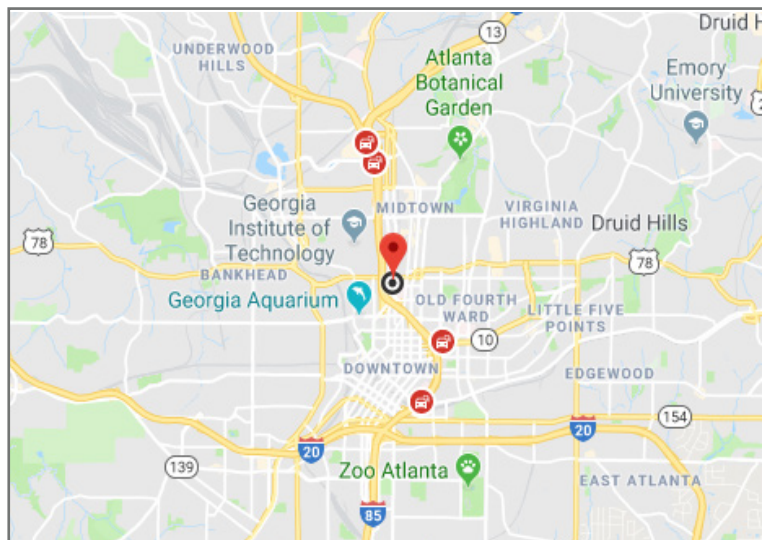 Druid H
13
UNDERWOOD
HILLS
Atlanta
Botanical
Garden
Emory
University
2
Georgia
Institute of
Technology
MIDTOWN
VIRGINIA
HIGHLAND
Druid Hills
78
78
BANKHEAD
Georgia Aquarium
OLD FOURTH
WARD
LITTLE FIVE
POINTS
10
DOWNTOWN
EDGEWOOD
154
20
20
139
Zoo Atlanta
EAST ATLANTA
85